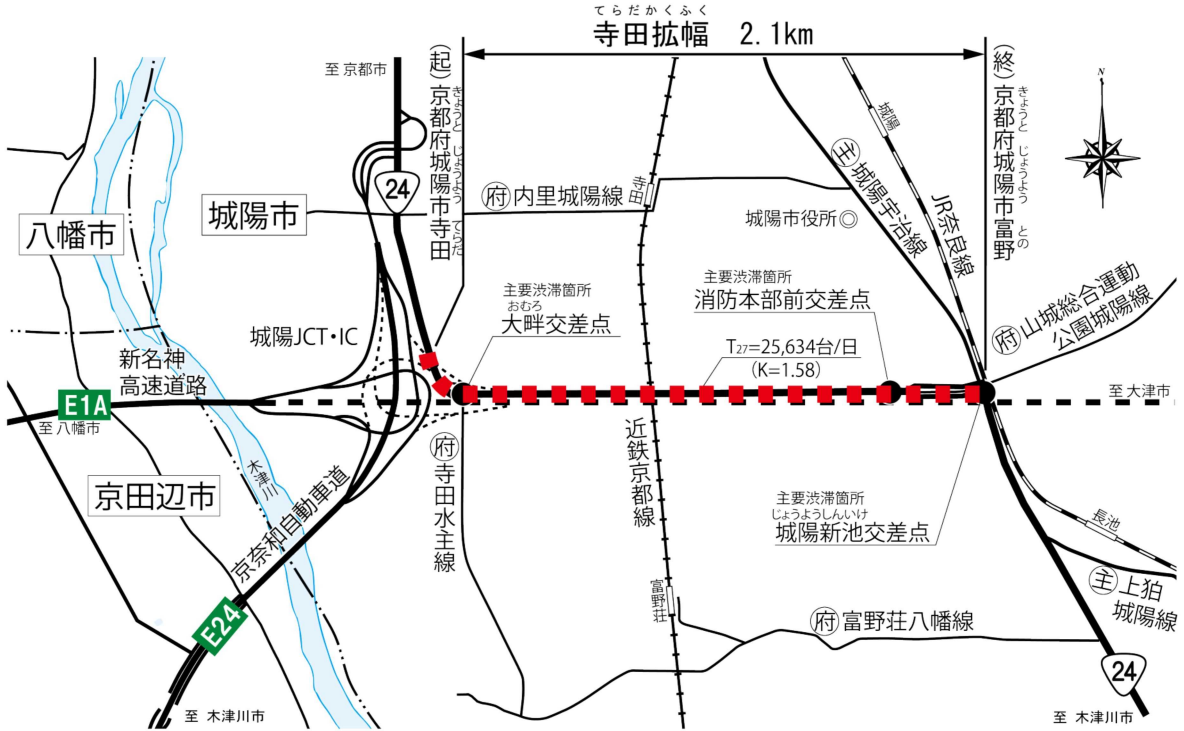 てらだかくふく
寺田拡幅 2.1km
至 京都市
(起)京都府城陽市寺田
きょうと じょうよう てらだ
(終)京都府城陽市富野
きょうと じょうよう との
N
24
城陽市
八幡市
府内里城陽線
寺田
城陽
主城陽宇治線
JR奈良線
城陽市役所◎
主要渋滞箇所
おむろ
大畔交差点
主要渋滞箇所
消防本部前交差点
府山城総合運動
公園城陽線
城陽JCT・IC
T27=25,634台/日
(K=1.58)
新名神
高速道路
E1A
至 八幡市
至 大津市
木津川
京田辺市
京奈和自動車道
府寺田水主線
近鉄京都線
主要渋滞箇所
じょうようしんいけ
城陽新池交差点
長池
主上狛
城陽線
富野荘
府富野荘八幡線
E24
24
至 木津川市
至 木津川市